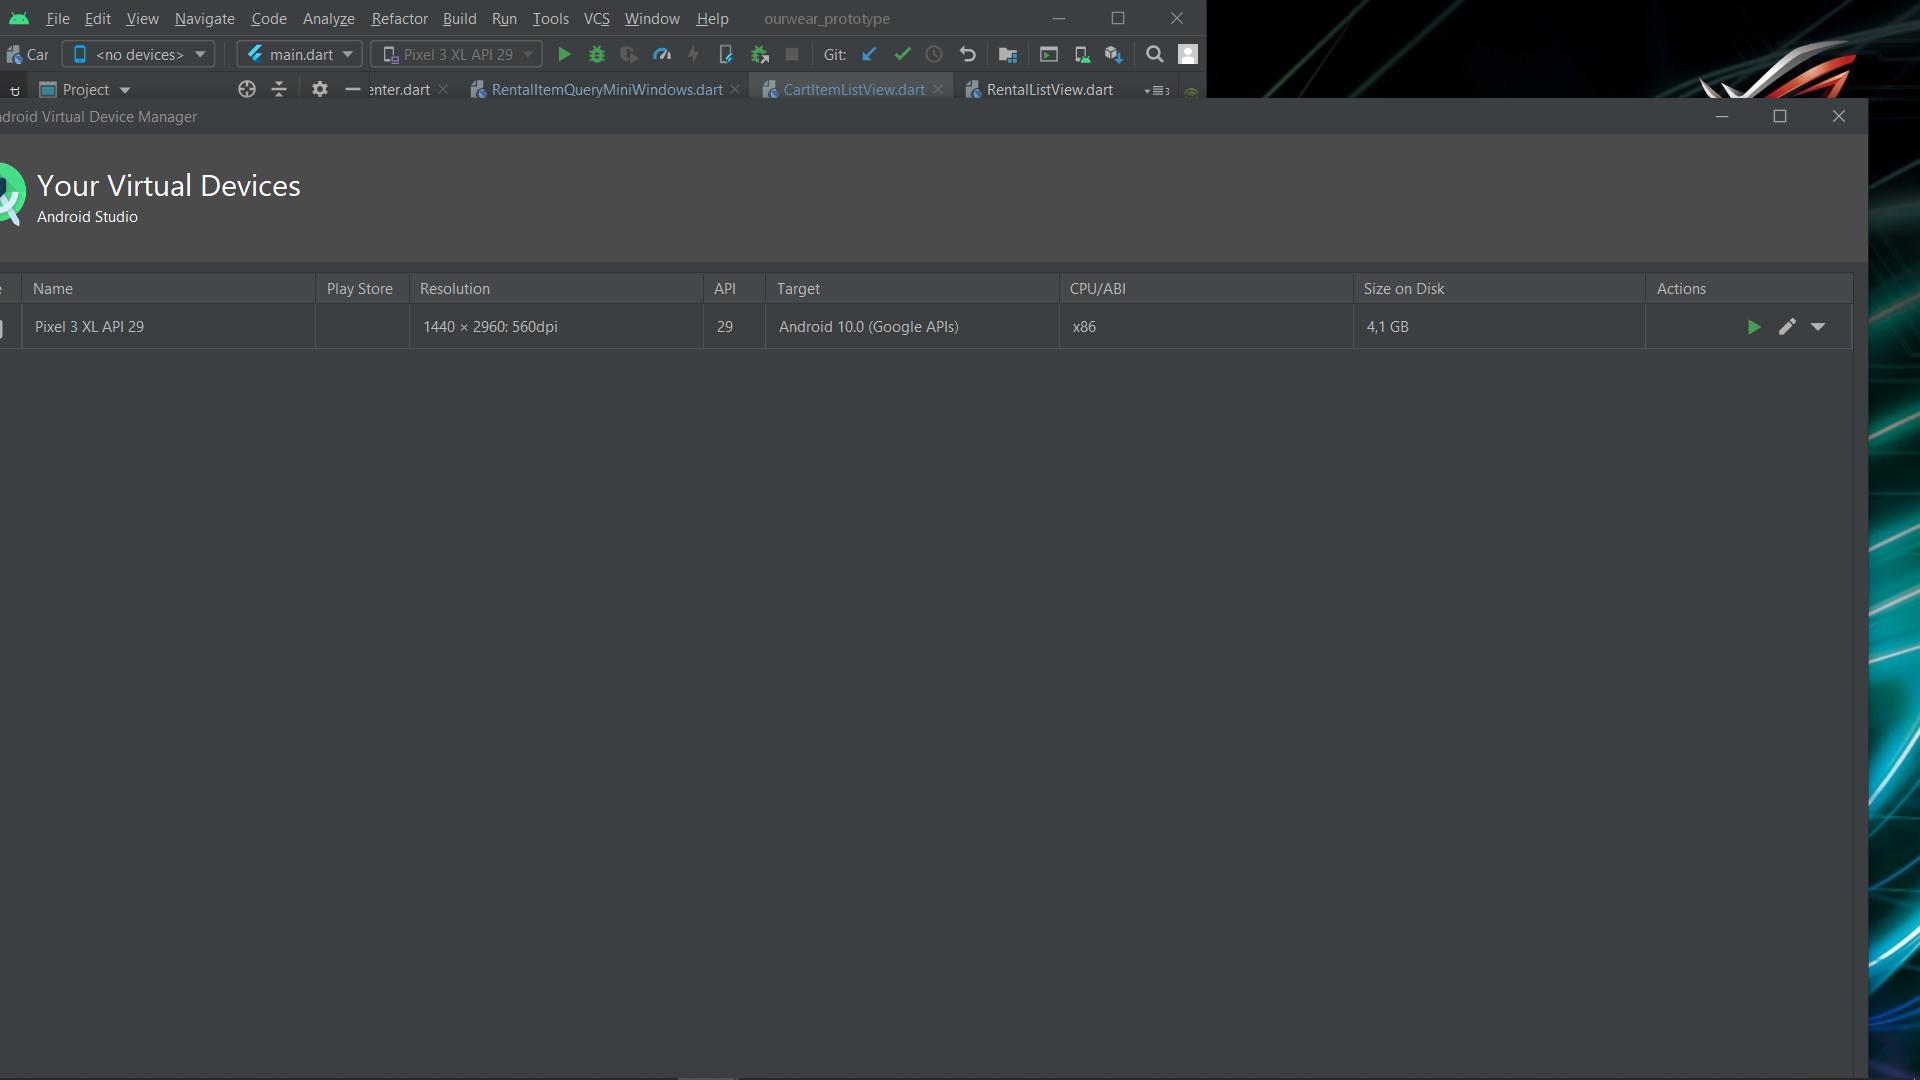 File Edit View Navigate Code Analyze Refactor Build Run Tools VCS Window Help ourwear_prototype
Car <no devices> main.dart Pixel 3 XL API 29 Git:
Project enter.dart RentalItemQueryMiniWindows.dart CartItemListView.dart RentalListView.dart 3
ndroid Virtual Device Manager
Your Virtual Devices
Android Studio
e Name Play Store Resolution API Target CPU/ABI Size on Disk Actions
Pixel 3 XL API 29 1440 × 2960: 560dpi 29 Android 10.0 (Google APIs) x86 4,1 GB